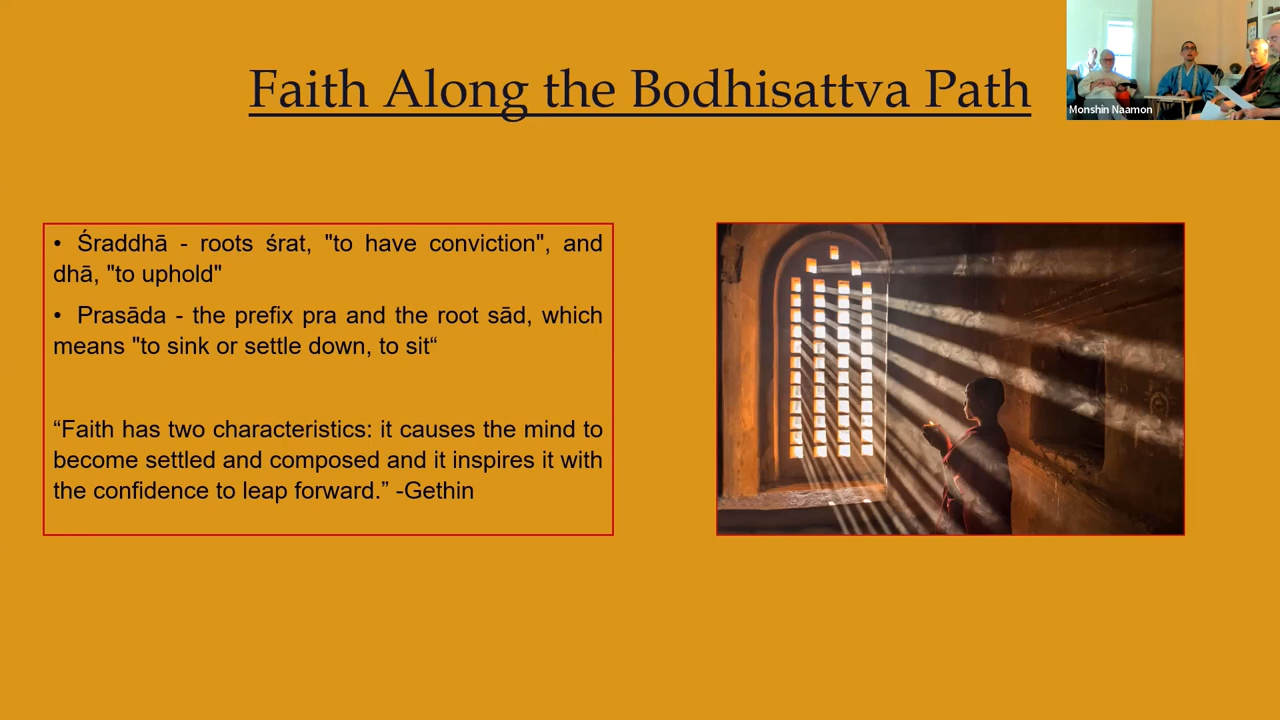 Faith Along the Bodhisattva Path
Monshin Naamon
• Śraddhā - roots śrat, "to have conviction", and
dhā, "to uphold"
• Prasāda - the prefix pra and the root sād, which
means "to sink or settle down, to sit“
“Faith has two characteristics: it causes the mind to
become settled and composed and it inspires it with
the confidence to leap forward.” -Gethin